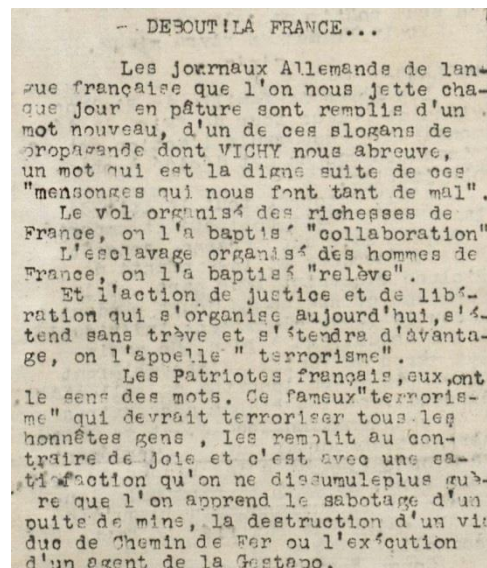 - DEBOUT!LA FRANCE...
Les journaux Allemands de lan-
gue française que l'on nous jette cha-
que jour en pâture sont remplis d'un
mot nouveau, d'un de ces slogans de
propagande dont VICHY nous abreuve,
un mot qui est la digne suite de ces
"mensonges qui nous font tant de mal".
Le vol organisé des richesses de
France, on l'a baptisé "collaboration"
L'esclavage organisé des hommes de
France, on l'a baptisé "relève".
Et l'action de justice et de libé-
ration qui s'organise aujourd'hui,s'é-
tend sans trève et s'étendra d'avanta-
ge, on l'appelle " terrorisme".
Les Patriotes français,eux,ont
le sens des mots. Ce fameux"terroris-
me" qui devrait terroriser tous les
honnêtes gens , les remplit au con-
traire de joie et c'est avec une sa-
tisfaction qu'on ne dissumuleplus guè-
re que l'on apprend le sabotage d'un
puits de mine, la destruction d'un via
duc de Chemin de Fer ou l'exécution
d'un agent de la Gestapo.